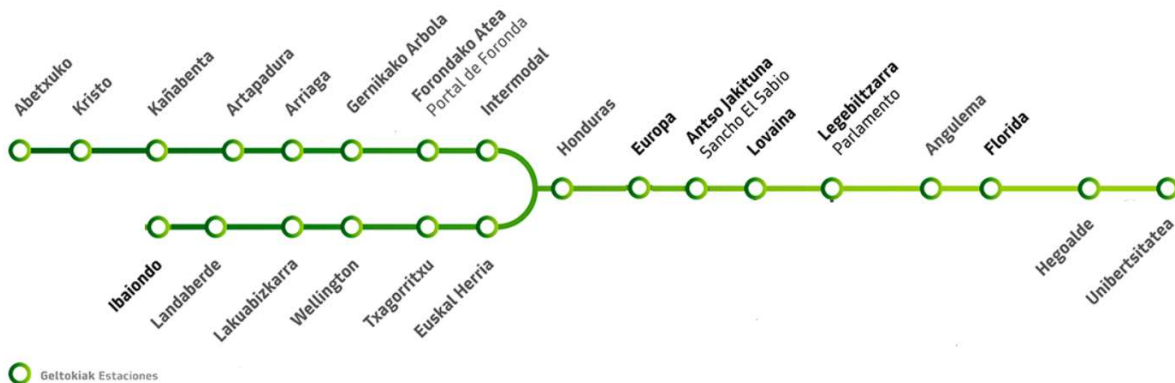 Abetxuko
Kristo
Kañabenta
Artapadura
Arriaga
Gernikako Arbola
Forondako Atea
Portal de Foronda
Intermodal
Honduras
Europa
Antso Jakituna
Sancho El Sabio
Lovaina
Legebiltzarra
Parlamento
Angulema
Florida
Ibaiondo
Landaberde
Lakuabizkarra
Wellington
Txagorritxu
Euskal Herria
Hegoalde
Unibertsitatea
Geltokiak Estaciones